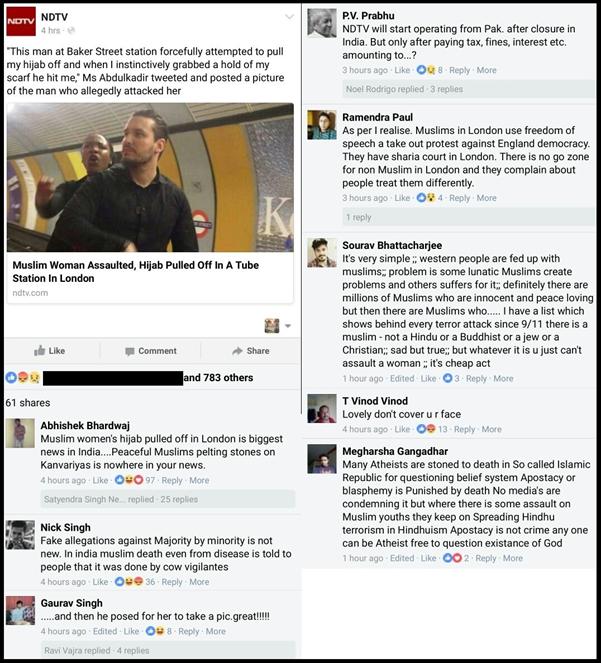 NDTV
NDTV
4 hrs ·
"This man at Baker Street station forcefully attempted to pull
my hijab off and when I instinctively grabbed a hold of my
scarf he hit me," Ms Abdulkadir tweeted and posted a picture
of the man who allegedly attacked her
K
Muslim Woman Assaulted, Hijab Pulled Off In A Tube
Station In London
ndtv.com
Like Comment Share
and 783 others
61 shares
Abhishek Bhardwaj
Muslim women's hijab pulled off in London is biggest
news in India....Peaceful Muslims pelting stones on
Kanvariyas is nowhere in your news.
4 hours ago · Like · 97 · Reply · More
Satyendra Singh Ne... replied · 25 replies
Nick Singh
Fake allegations against Majority by minority is not
new. In india muslim death even from disease is told to
people that it was done by cow vigilantes
4 hours ago · Like · 36 · Reply · More
Gaurav Singh
.....and then he posed for her to take a pic.great!!!!!
4 hours ago · Edited · Like · 8 · Reply · More
Ravi Vajra replied · 4 replies
P.V. Prabhu
NDTV will start operating from Pak. after closure in
India. But only after paying tax, fines, interest etc.
amounting to...?
3 hours ago · Like · 8 · Reply · More
Noel Rodrigo replied · 3 replies
Ramendra Paul
As per I realise. Muslims in London use freedom of
speech a take out protest against England democracy.
They have sharia court in London. There is no go zone
for non Muslim in London and they complain about
people treat them differently.
3 hours ago · Like · 4 · Reply · More
1 reply
Sourav Bhattacharjee
It's very simple ;; western people are fed up with
muslims;; problem is some lunatic Muslims create
problems and others suffers for it;; definitely there are
millions of Muslims who are innocent and peace loving
but then there are Muslims who..... I have a list which
shows behind every terror attack since 9/11 there is a
muslim - not a Hindu or a Buddhist or a jew or a
Christian;; sad but true;; but whatever it is u just can't
assault a woman ;; it's cheap act
1 hour ago · Edited · Like · 3 · Reply · More
T Vinod Vinod
Lovely don't cover u r face
4 hours ago · Like · 13 · Reply · More
Megharsha Gangadhar
Many Atheists are stoned to death in So called Islamic
Republic for questioning belief system Apostacy or
blasphemy is Punished by death No media's are
condemning it but where there is some assault on
Muslim youths they keep on Spreading Hindhu
terrorism in Hindhuism Apostacy is not crime any one
can be Atheist free to question existance of God
1 hour ago · Edited · Like · 2 · Reply · More